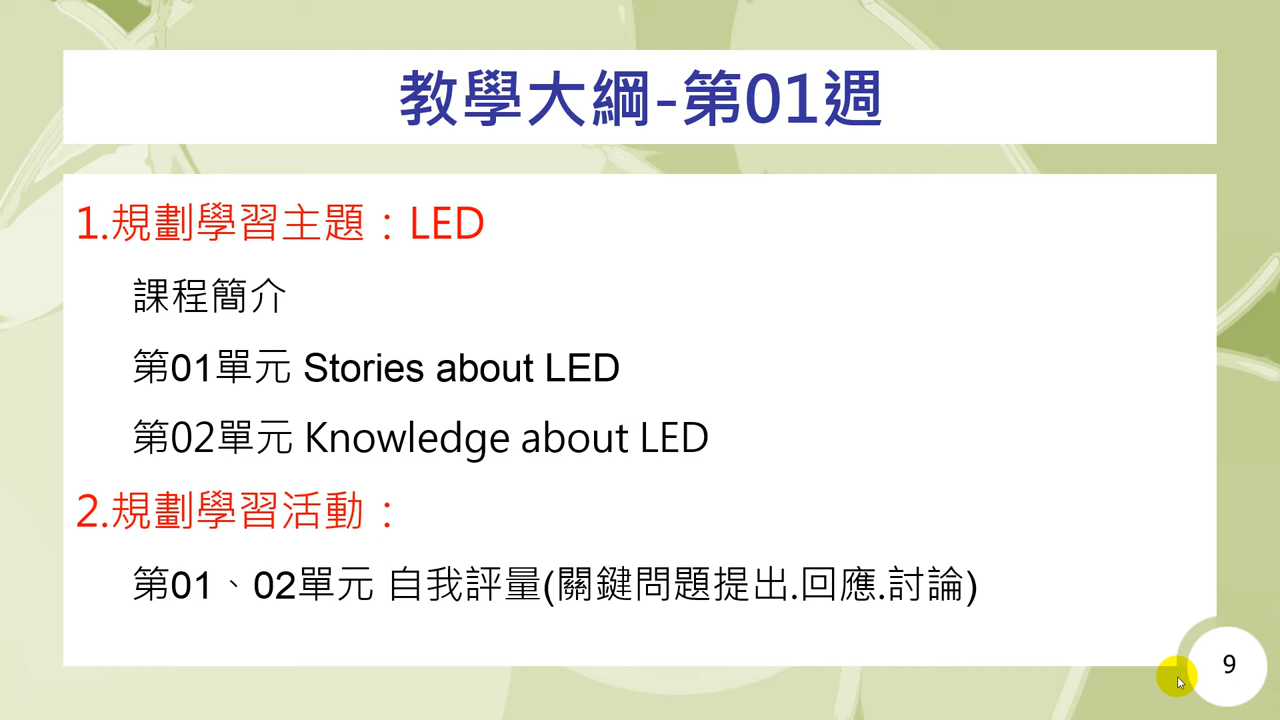 教學大綱-第01週
1.規劃學習主題：LED
課程簡介
第01單元 Stories about LED
第02單元 Knowledge about LED
2.規劃學習活動：
第01、02單元 自我評量(關鍵問題提出.回應.討論)
9